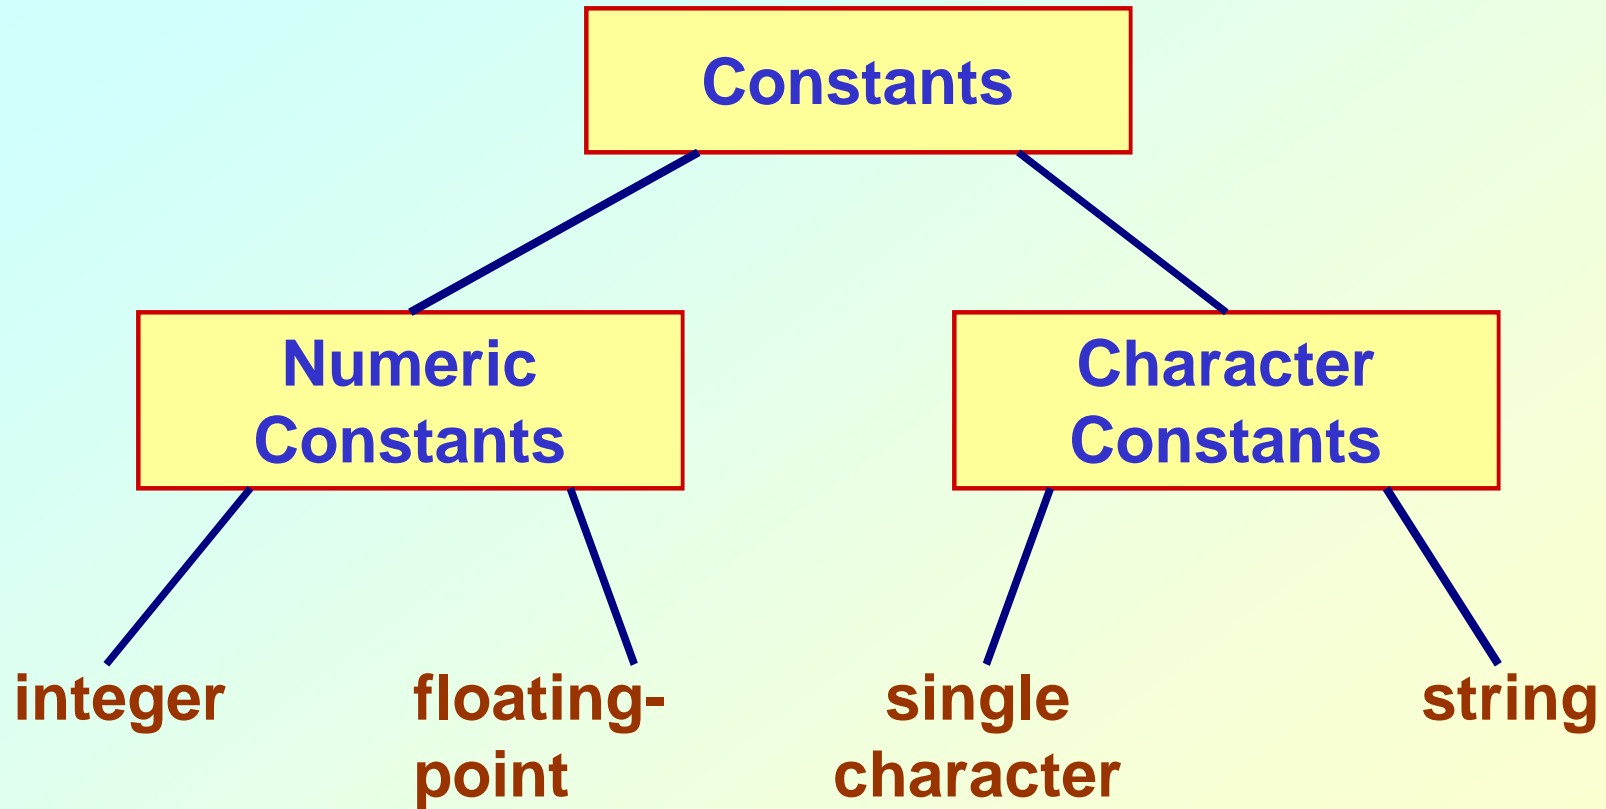 Constants
Numeric
Constants
Character
Constants
integer
floating-
point
single
character
string